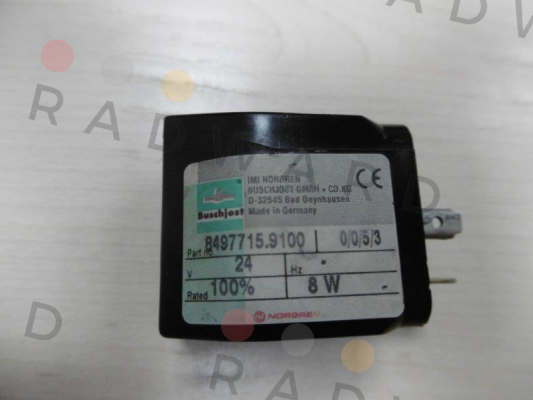 RADWARD
IMI NORGREN
BUSCHJOST GMBH + CO.KG
D-32545 Bad Oeynhausen
Made in Germany
CE
Buschjost
Part no. 8497715.9100 0/0/5/3
V 24 Hz -
Rated 100% 8 W -
NORGREN